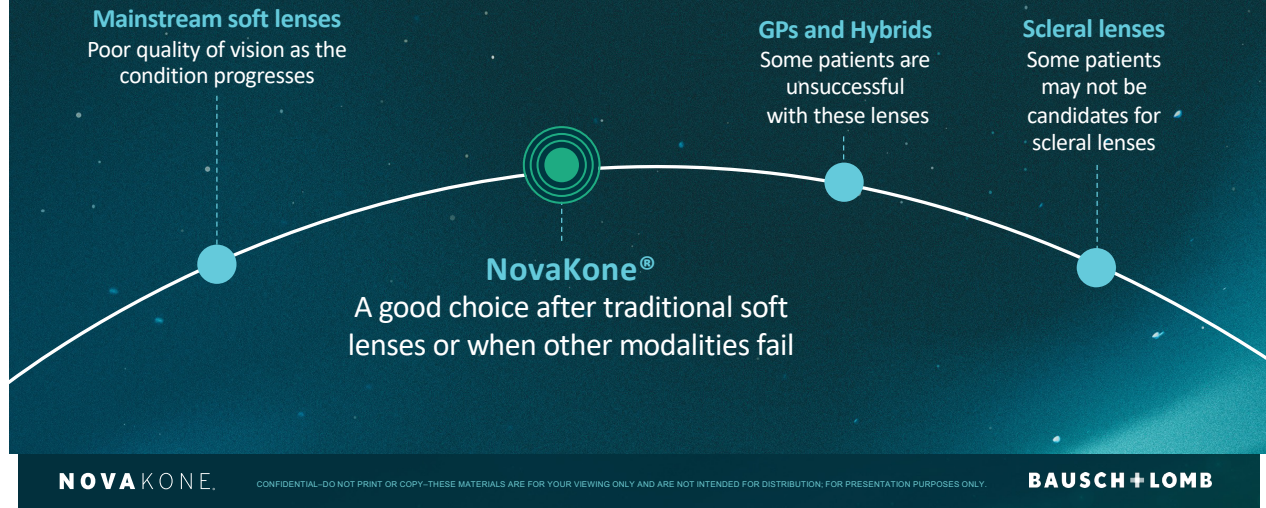 Mainstream soft lenses
Poor quality of vision as the
condition progresses
GPs and Hybrids
Some patients are
unsuccessful
with these lenses
Scleral lenses
Some patients
may not be
candidates for
scleral lenses
NovaKone®
A good choice after traditional soft
lenses or when other modalities fail
NOVAKONE.
CONFIDENTIAL–DO NOT PRINT OR COPY–THESE MATERIALS ARE FOR YOUR VIEWING ONLY AND ARE NOT INTENDED FOR DISTRIBUTION; FOR PRESENTATION PURPOSES ONLY.
BAUSCH+LOMB